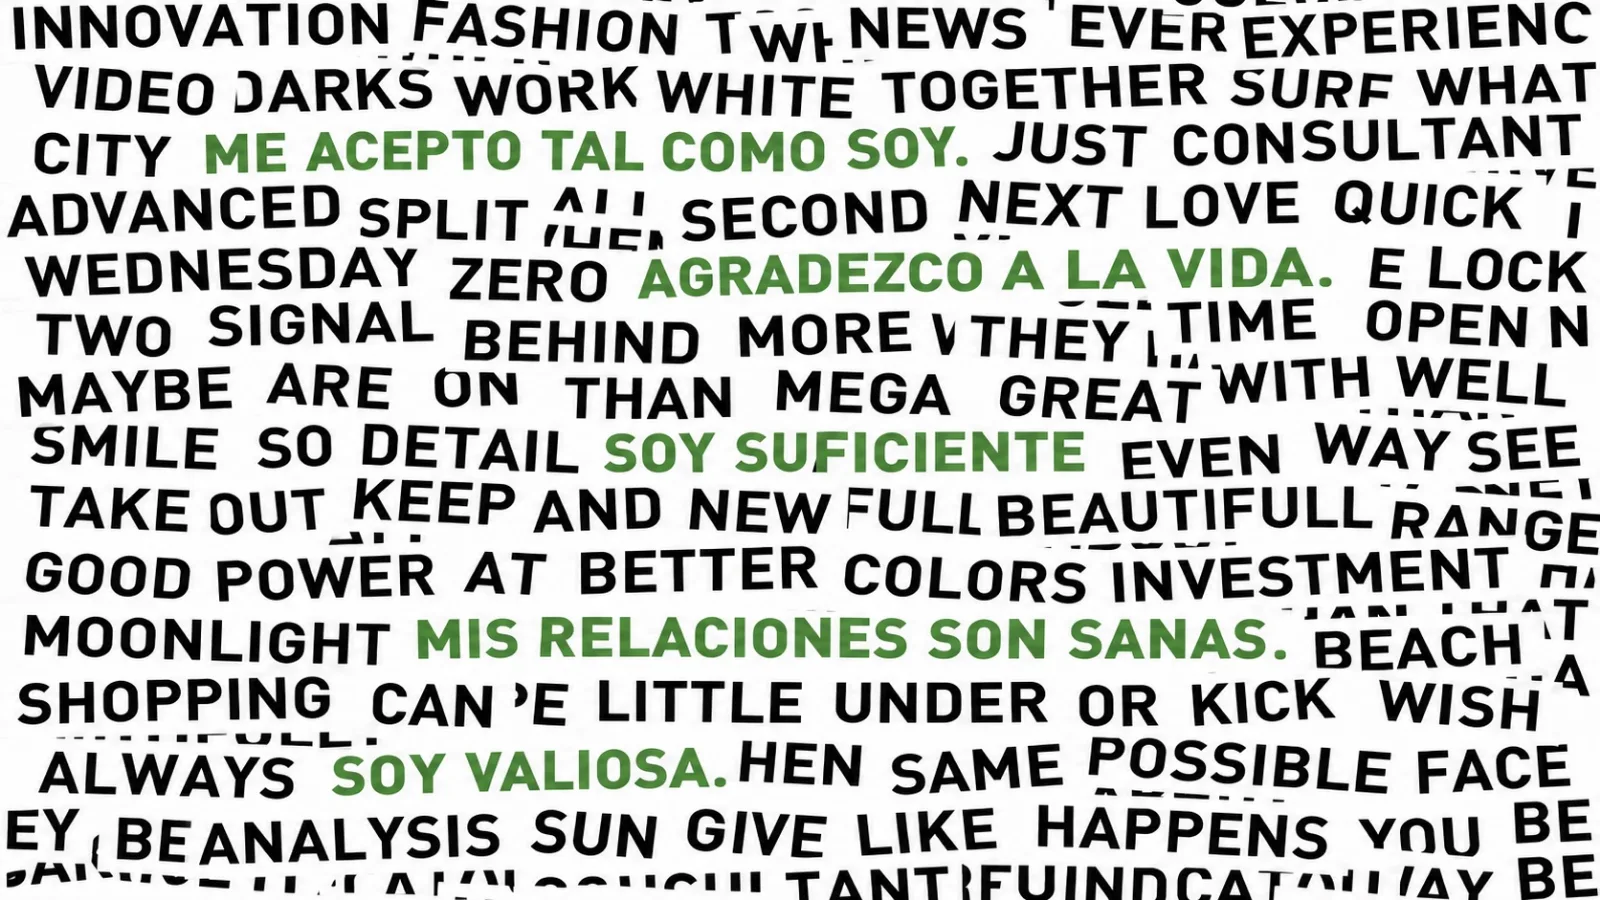 INNOVATION FASHION NEWS EVER EXPERIENC
VIDEO DARKS WORK WHITE TOGETHER SURF WHAT
CITY ME ACEPTO TAL COMO SOY. JUST CONSULTANT
ADVANCED SPLIT ALL SECOND NEXT LOVE QUICK
WEDNESDAY ZERO AGRADEZCO A LA VIDA. E LOCK
TWO SIGNAL BEHIND MORE THEY TIME OPEN N
MAYBE ARE ON THAN MEGA GREAT WITH WELL
SMILE SO DETAIL SOY SUFICIENTE EVEN WAY SEE
TAKE OUT KEEP AND NEW FULL BEAUTIFULL RANGE
GOOD POWER AT BETTER COLORS INVESTMENT
MOONLIGHT MIS RELACIONES SON SANAS. BEACH
SHOPPING CAN'E LITTLE UNDER OR KICK WISH
ALWAYS SOY VALIOSA. HEN SAME POSSIBLE FACE
EY BE ANALYSIS SUN GIVE LIKE HAPPENS YOU BE
BE